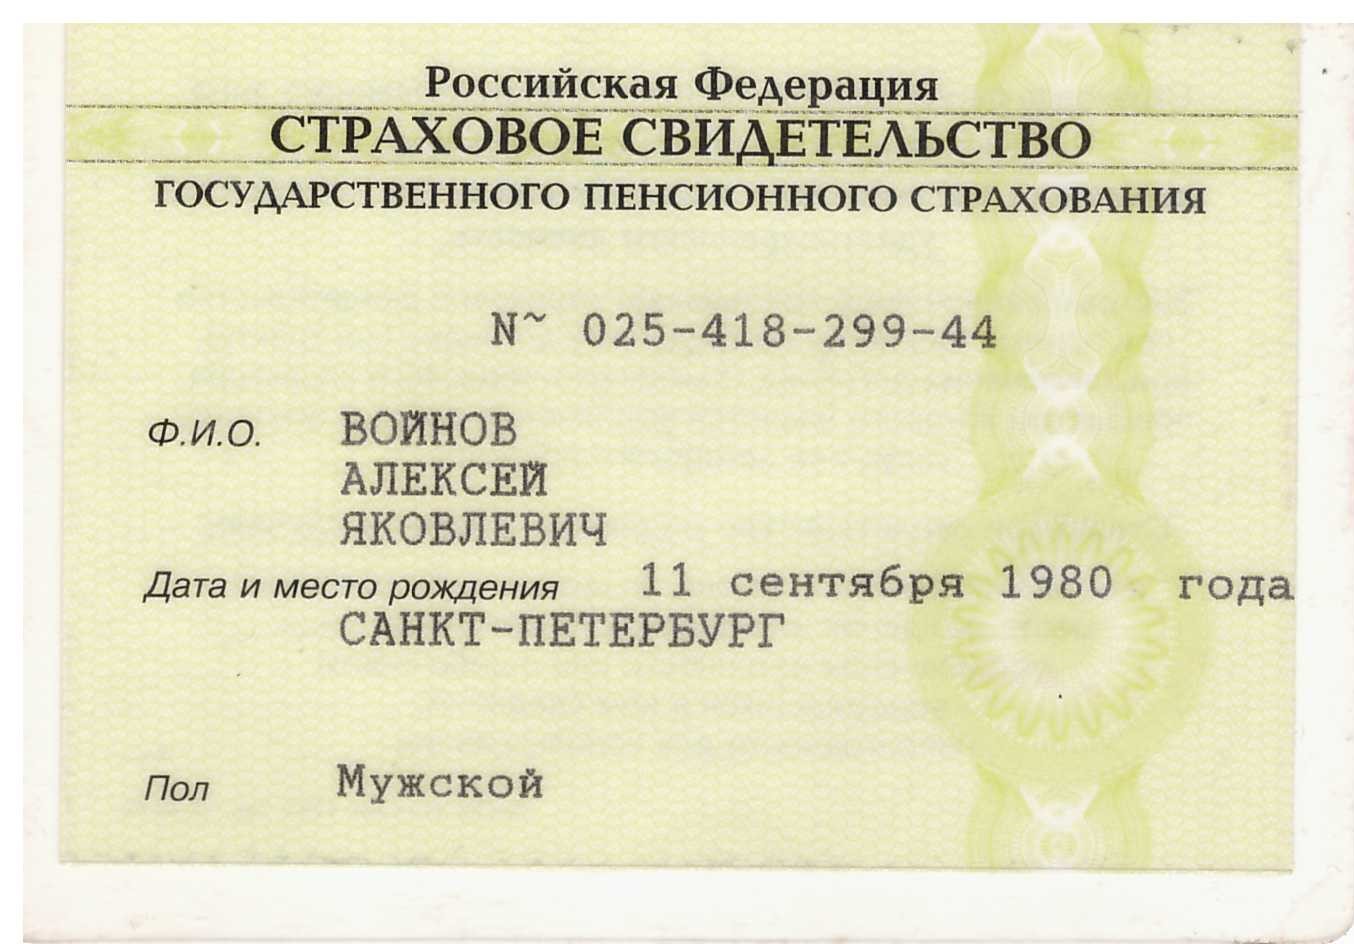 Российская Федерация
СТРАХОВОЕ СВИДЕТЕЛЬСТВО
ГОСУДАРСТВЕННОГО ПЕНСИОННОГО СТРАХОВАНИЯ
N~ 025-418-299-44
Ф.И.О. ВОЙНОВ
АЛЕКСЕЙ
ЯКОВЛЕВИЧ
Дата и место рождения 11 сентября 1980 года
САНКТ-ПЕТЕРБУРГ
Пол Мужской